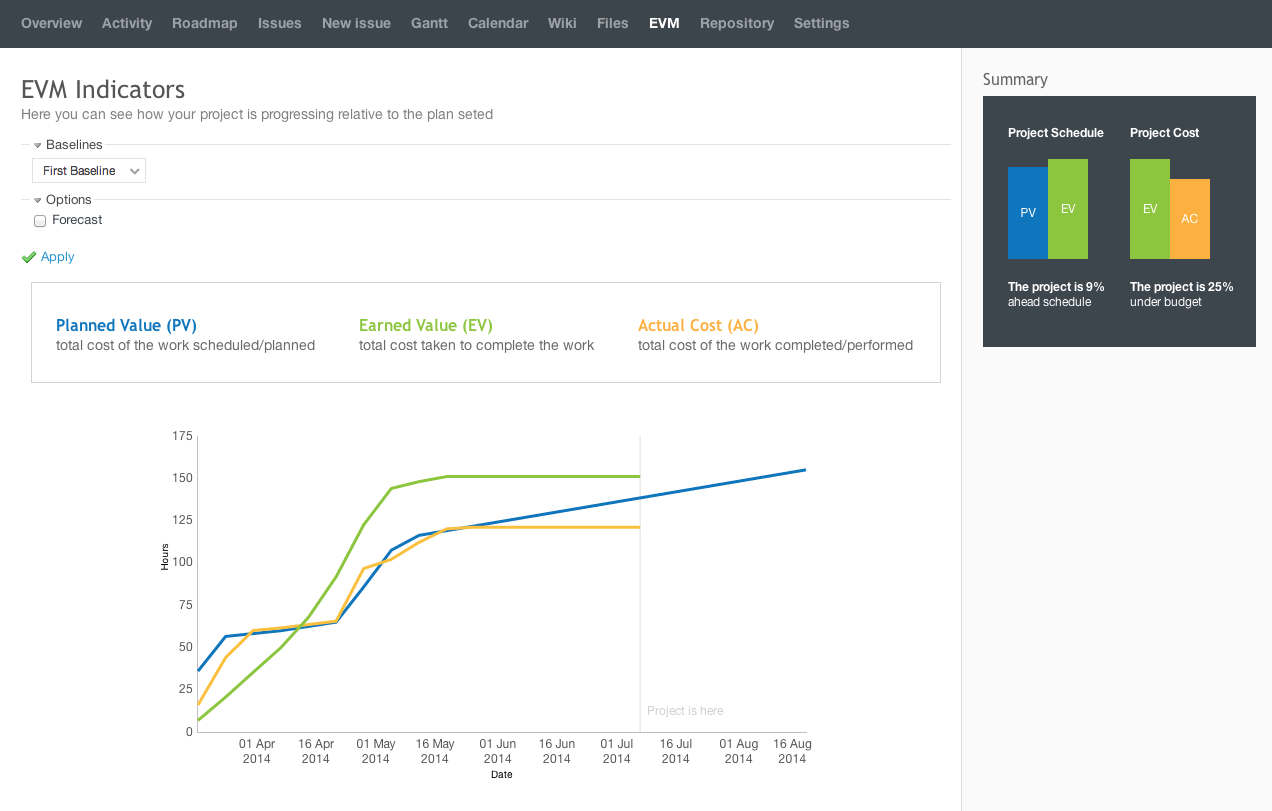 Overview Activity Roadmap Issues New issue Gantt Calendar Wiki Files EVM Repository Settings
EVM Indicators
Here you can see how your project is progressing relative to the plan seted
Baselines
First Baseline
Options
Forecast
Apply
Planned Value (PV)
total cost of the work scheduled/planned
Earned Value (EV)
total cost taken to complete the work
Actual Cost (AC)
total cost of the work completed/performed
175
150
125
100
75
50
25
0
Hours
Project is here
01 Apr 16 Apr 01 May 16 May 01 Jun 16 Jun 01 Jul 16 Jul 01 Aug 16 Aug
2014 2014 2014 2014 2014 2014 2014 2014 2014 2014
Date
Summary
Project Schedule
PV EV
The project is 9%
ahead schedule
Project Cost
EV AC
The project is 25%
under budget